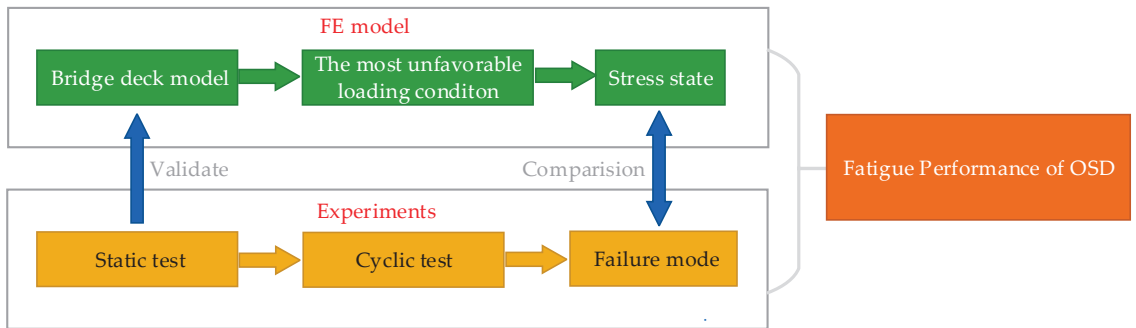 FE model
Bridge deck model
The most unfavorable
loading conditon
Stress state
Validate
Comparision
Fatigue Performance of OSD
Experiments
Static test
Cyclic test
Failure mode